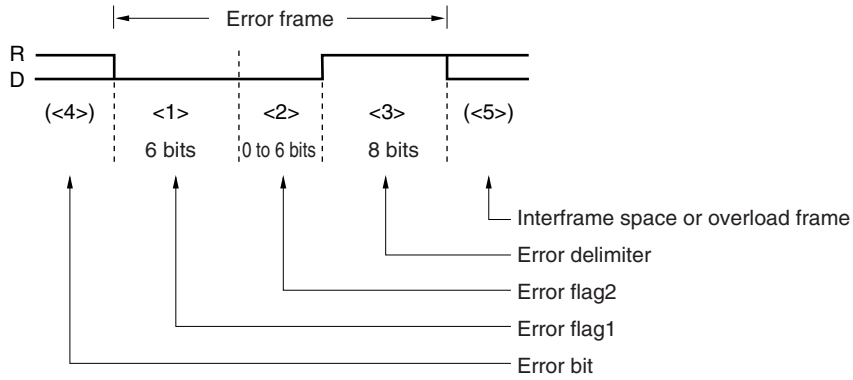 Error frame
R
D
(<4>) <1> <2> <3> (<5>)
6 bits 0 to 6 bits 8 bits
Interframe space or overload frame
Error delimiter
Error flag2
Error flag1
Error bit